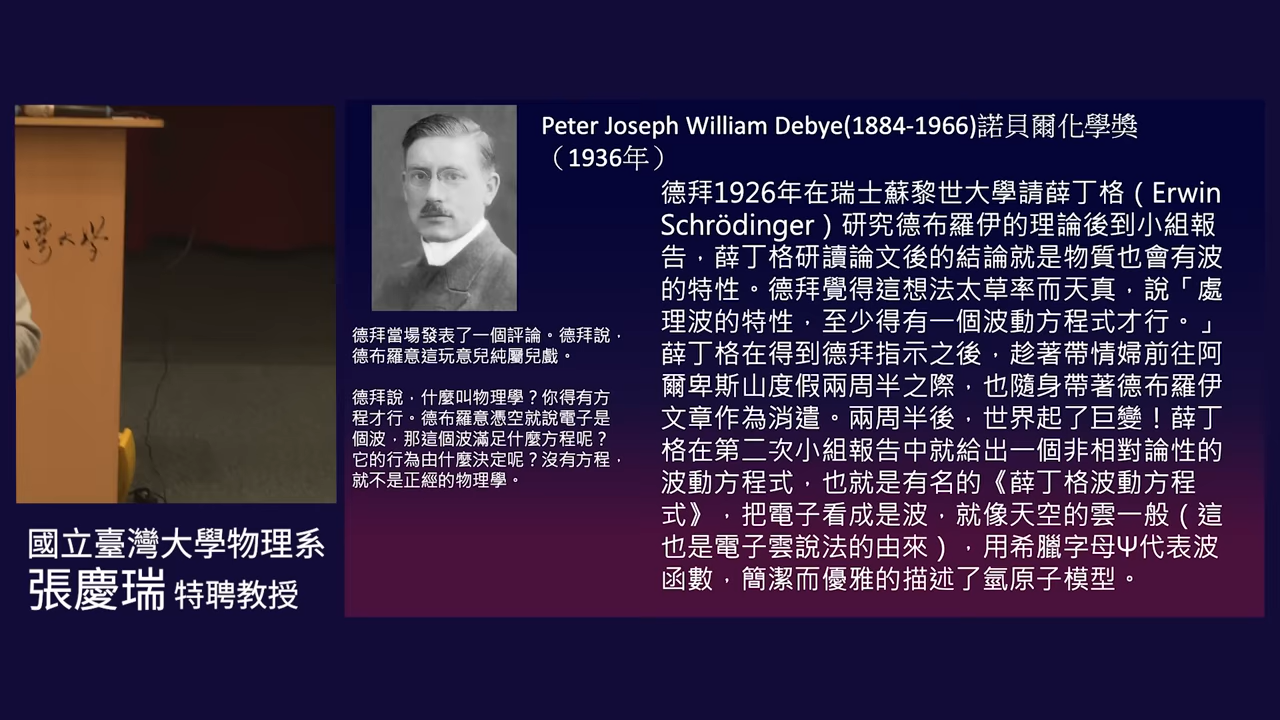 Peter Joseph William Debye(1884-1966)諾貝爾化學獎
（1936年）
德拜1926年在瑞士蘇黎世大學請薛丁格（Erwin
Schrödinger）研究德布羅伊的理論後到小組報
告，薛丁格研讀論文後的結論就是物質也會有波
的特性。德拜覺得這想法太草率而天真，說「處
理波的特性，至少得有一個波動方程式才行。」
薛丁格在得到德拜指示之後，趁著帶情婦前往阿
爾卑斯山度假兩周半之際，也隨身帶著德布羅伊
文章作為消遣。兩周半後，世界起了巨變！薛丁
格在第二次小組報告中就給出一個非相對論性的
波動方程式，也就是有名的《薛丁格波動方程
式》，把電子看成是波，就像天空的雲一般（這
也是電子雲說法的由來），用希臘字母Ψ代表波
函數，簡潔而優雅的描述了氫原子模型。
德拜當場發表了一個評論。德拜說，
德布羅意這玩意兒純屬兒戲。
德拜說，什麼叫物理學？你得有方
程才行。德布羅意憑空就說電子是
個波，那這個波滿足什麼方程呢？
它的行為由什麼決定呢？沒有方程，
就不是正經的物理學。
灣大學
國立臺灣大學物理系
張慶瑞 特聘教授